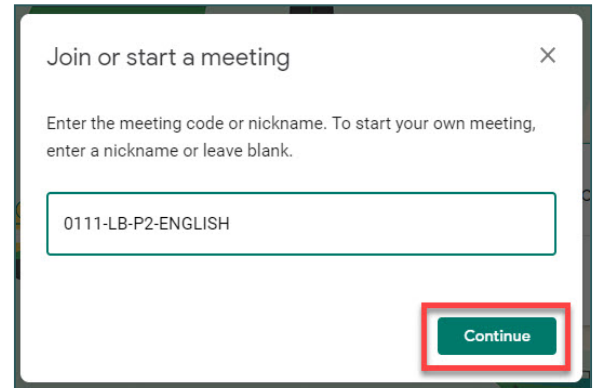 Join or start a meeting
Enter the meeting code or nickname. To start your own meeting,
enter a nickname or leave blank.
0111-LB-P2-ENGLISH
Continue